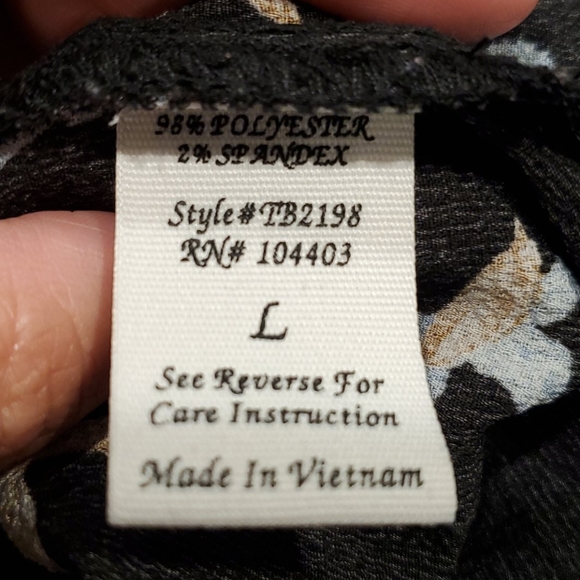 98% POLYESTER
2% SPANDEX
Style# TB2198
RN# 104403
L
See Reverse For
Care Instruction
Made In Vietnam